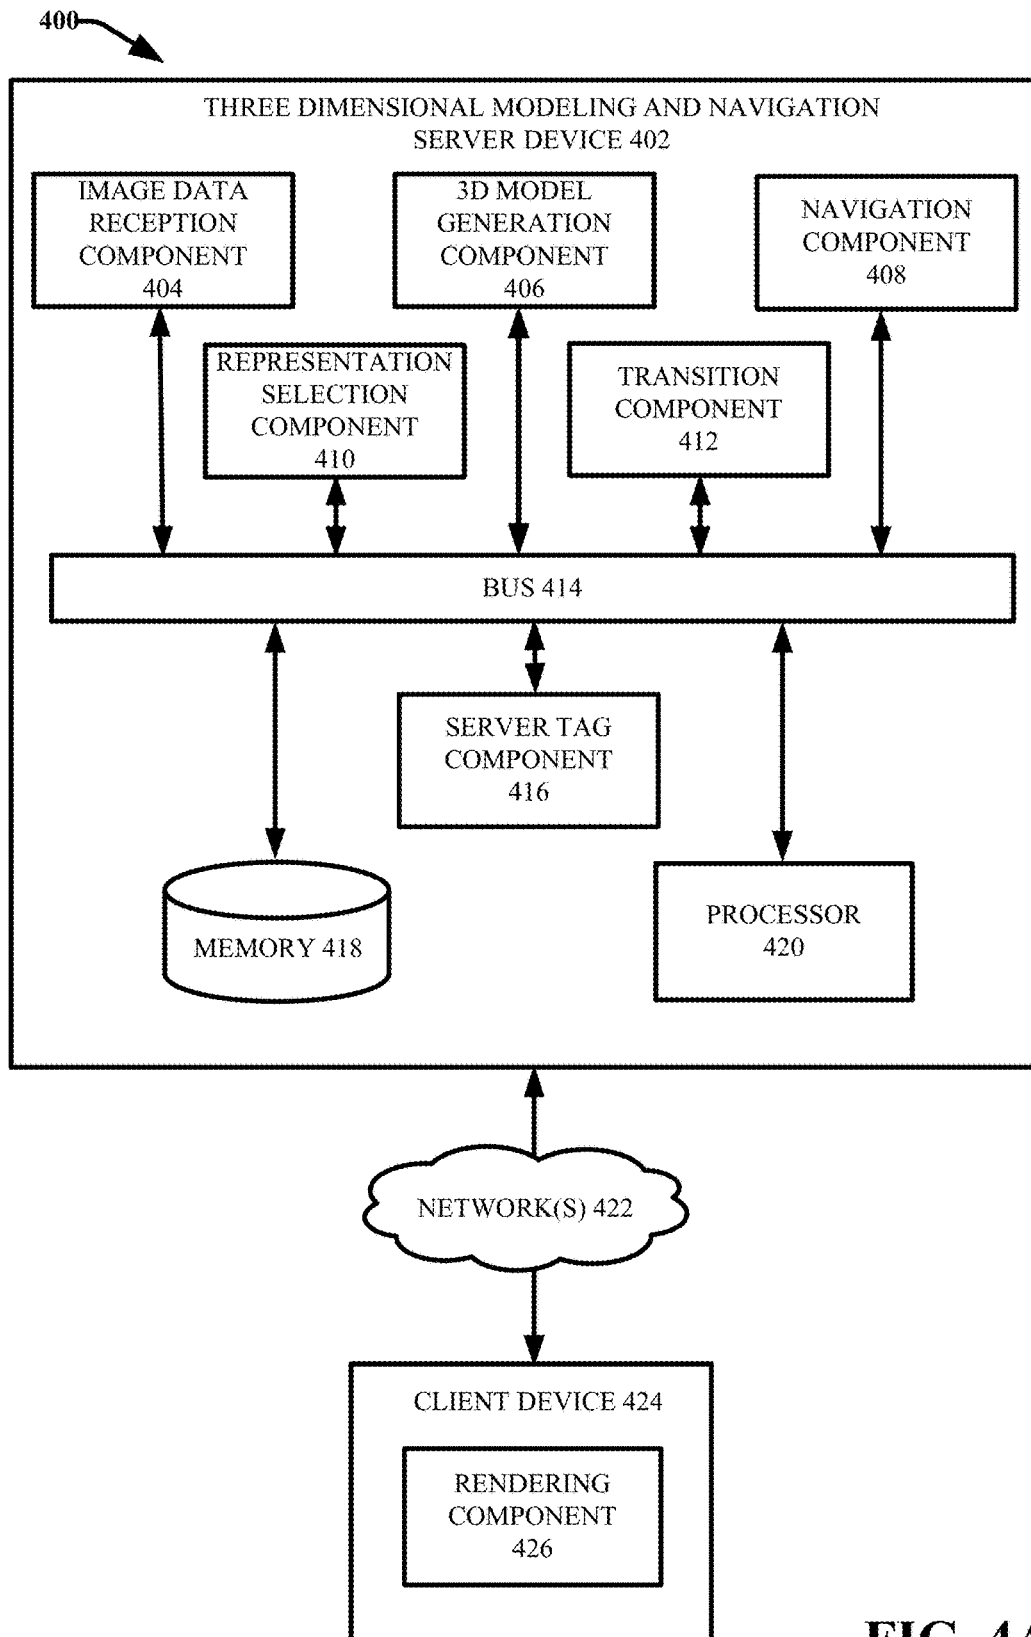 400
THREE DIMENSIONAL MODELING AND NAVIGATION
SERVER DEVICE 402
IMAGE DATA
RECEPTION
COMPONENT
404
3D MODEL
GENERATION
COMPONENT
406
NAVIGATION
COMPONENT
408
REPRESENTATION
SELECTION
COMPONENT
410
TRANSITION
COMPONENT
412
BUS 414
SERVER TAG
COMPONENT
416
MEMORY 418
PROCESSOR
420
NETWORK(S) 422
CLIENT DEVICE 424
RENDERING
COMPONENT
426
FIG.